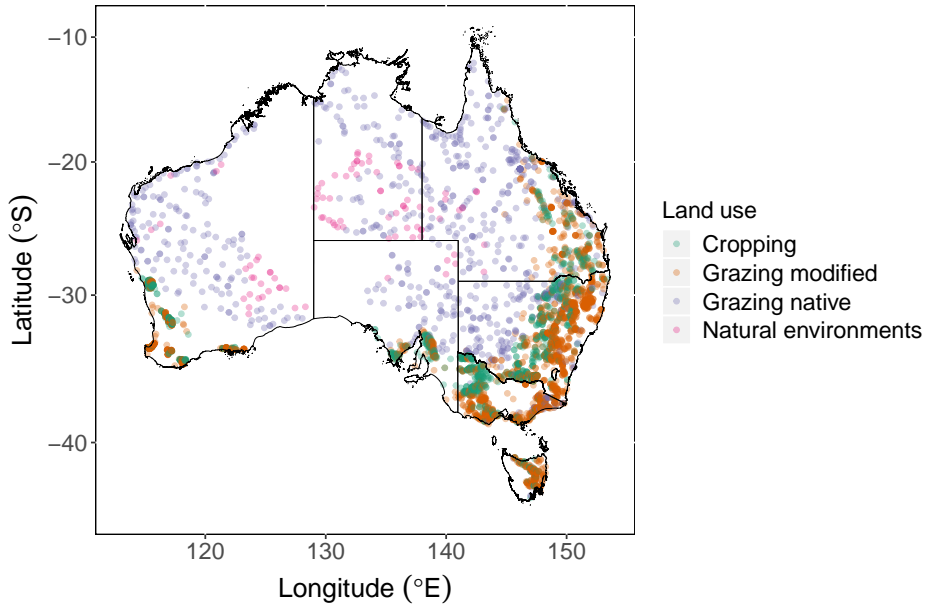 −10
−20
−30
−40
Latitude (°S)
120
130
140
150
Longitude (°E)
Land use
Cropping
Grazing modified
Grazing native
Natural environments